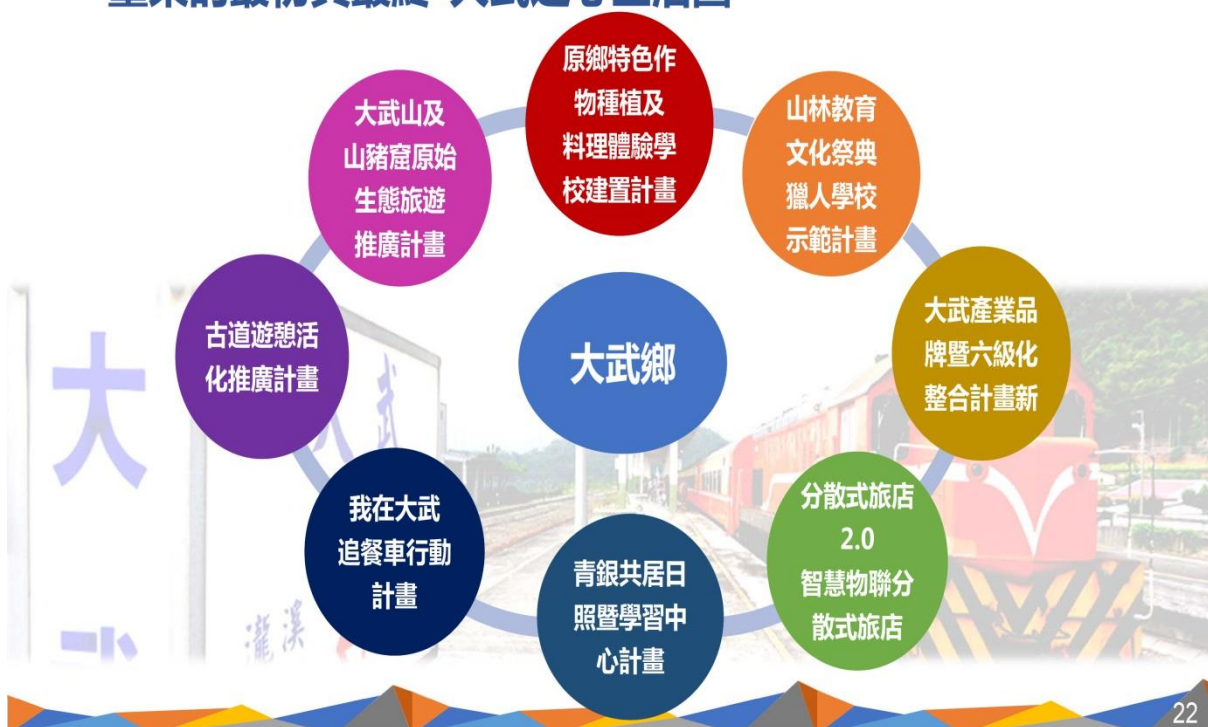 原鄉特色作
物種植及
料理體驗學
校建置計畫
山林教育
文化祭典
獵人學校
示範計畫
大武產業品
牌暨六級化
整合計畫新
分散式旅店
2.0
智慧物聯分
散式旅店
青銀共居日
照暨學習中
心計畫
我在大武
追餐車行動
計畫
古道遊憩活
化推廣計畫
大武山及
山豬窟原始
生態旅遊
推廣計畫
大武鄉
大
武
大武
瀧溪
22